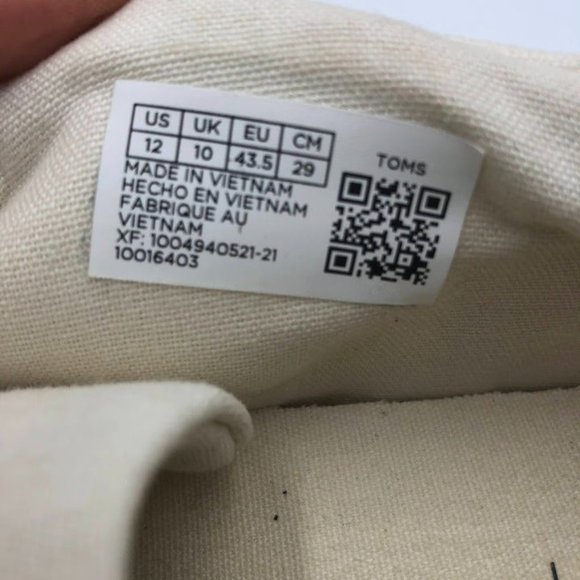 US UK EU CM
12 10 43.5 29
MADE IN VIETNAM
HECHO EN VIETNAM
FABRIQUE AU
VIETNAM
XF: 1004940521-21
10016403
TOMS